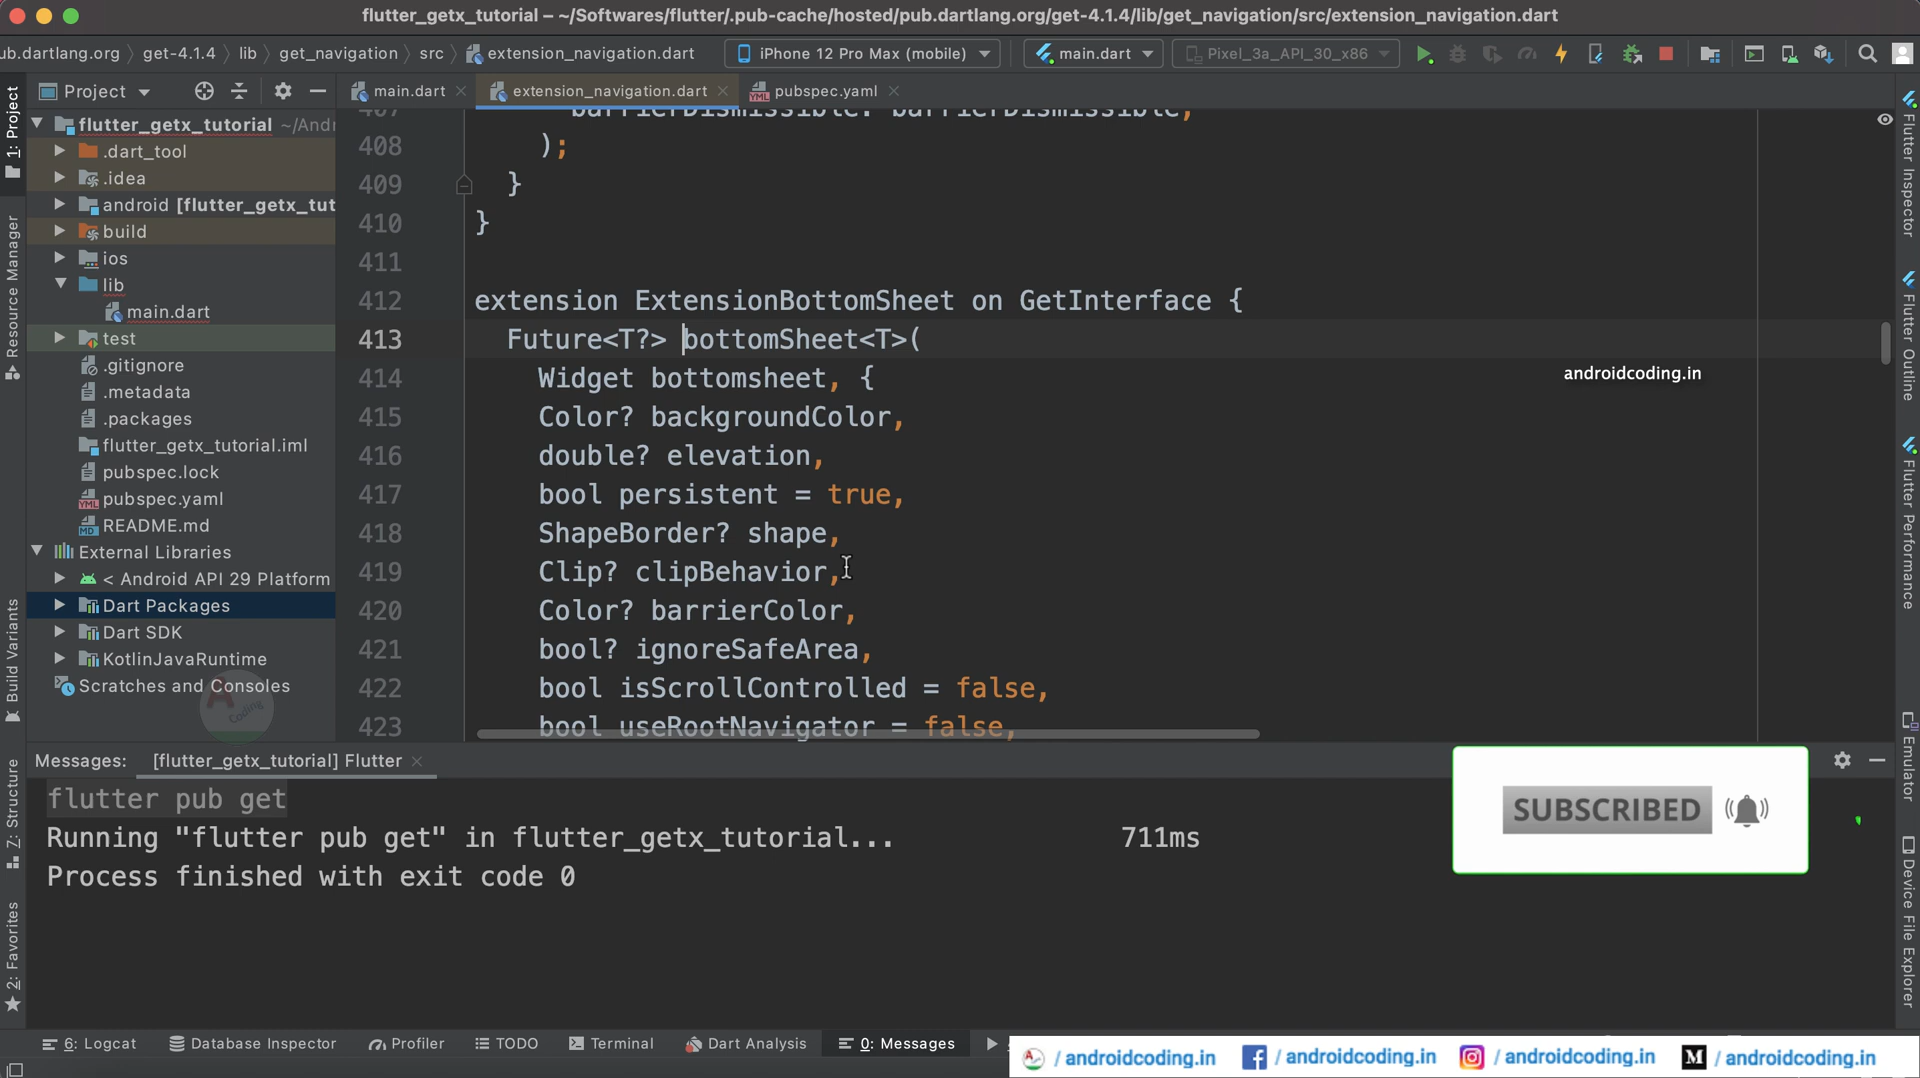 flutter_getx_tutorial – ~/Softwares/flutter/.pub-cache/hosted/pub.dartlang.org/get-4.1.4/lib/get_navigation/src/extension_navigation.dart
ub.dartlang.org
get-4.1.4
lib
get_navigation
src
extension_navigation.dart
iPhone 12 Pro Max (mobile)
main.dart
Pixel_3a_API_30_x86
Project
main.dart
extension_navigation.dart
pubspec.yaml
1: Project
Resource Manager
Build Variants
7: Structure
2: Favorites
flutter_getx_tutorial ~/Andr
.dart_tool
.idea
android [flutter_getx_tut
build
ios
lib
main.dart
test
.gitignore
.metadata
.packages
flutter_getx_tutorial.iml
pubspec.lock
pubspec.yaml
README.md
External Libraries
< Android API 29 Platform
Dart Packages
Dart SDK
KotlinJavaRuntime
Scratches and Consoles
A Coding
407 barrierDismissible: barrierDismissible,
408 );
409 }
410 }
411
412 extension ExtensionBottomSheet on GetInterface {
413 Future<T?> bottomSheet<T>(
414 Widget bottomsheet, {
415 Color? backgroundColor,
416 double? elevation,
417 bool persistent = true,
418 ShapeBorder? shape,
419 Clip? clipBehavior,
420 Color? barrierColor,
421 bool? ignoreSafeArea,
422 bool isScrollControlled = false,
423 bool useRootNavigator = false,
androidcoding.in
Flutter Inspector
Flutter Outline
Flutter Performance
Emulator
Device File Explorer
Messages:
[flutter_getx_tutorial] Flutter
flutter pub get
Running "flutter pub get" in flutter_getx_tutorial... 711ms
Process finished with exit code 0
SUBSCRIBED
6: Logcat
Database Inspector
Profiler
TODO
Terminal
Dart Analysis
0: Messages
/ androidcoding.in
/ androidcoding.in
/ androidcoding.in
M / androidcoding.in